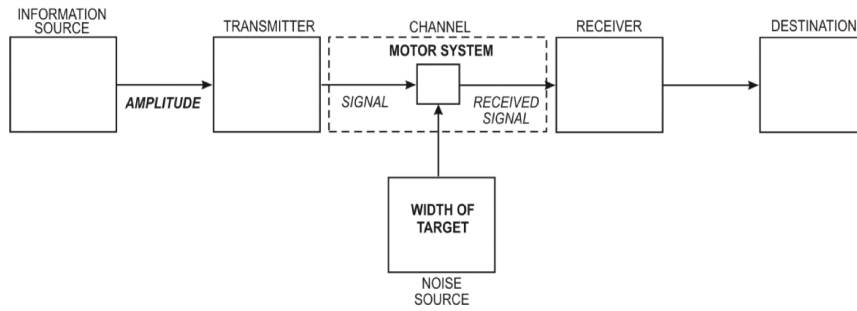 INFORMATION
SOURCE
TRANSMITTER
CHANNEL
RECEIVER
DESTINATION
MOTOR SYSTEM
AMPLITUDE
SIGNAL
RECEIVED
SIGNAL
WIDTH OF
TARGET
NOISE
SOURCE